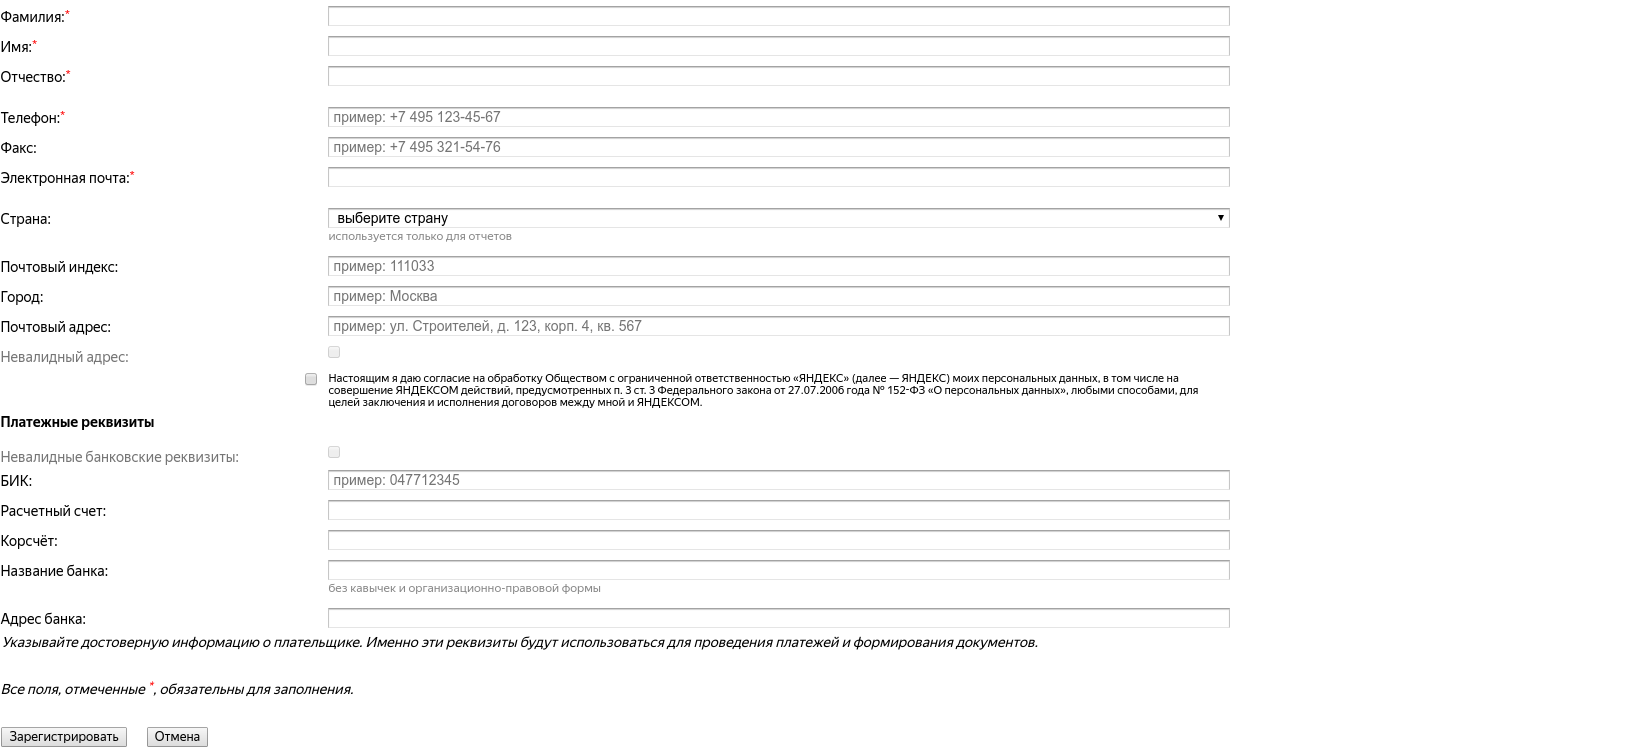 Фамилия:*
Имя:*
Отчество:*
Телефон:* пример: +7 495 123-45-67
Факс: пример: +7 495 321-54-76
Электронная почта:*
Страна: выберите страну
используется только для отчетов
Почтовый индекс: пример: 111033
Город: пример: Москва
Почтовый адрес: пример: ул. Строителей, д. 123, корп. 4, кв. 567
Невалидный адрес:
Настоящим я даю согласие на обработку Обществом с ограниченной ответственностью «ЯНДЕКС» (далее — ЯНДЕКС) моих персональных данных, в том числе на
совершение ЯНДЕКСОМ действий, предусмотренных п. 3 ст. 3 Федерального закона от 27.07.2006 года № 152-ФЗ «О персональных данных», любыми способами, для
целей заключения и исполнения договоров между мной и ЯНДЕКСОМ.
Платежные реквизиты
Невалидные банковские реквизиты:
БИК: пример: 047712345
Расчетный счет:
Корсчёт:
Название банка:
без кавычек и организационно-правовой формы
Адрес банка:
Указывайте достоверную информацию о плательщике. Именно эти реквизиты будут использоваться для проведения платежей и формирования документов.
Все поля, отмеченные *, обязательны для заполнения.
Зарегистрировать Отмена